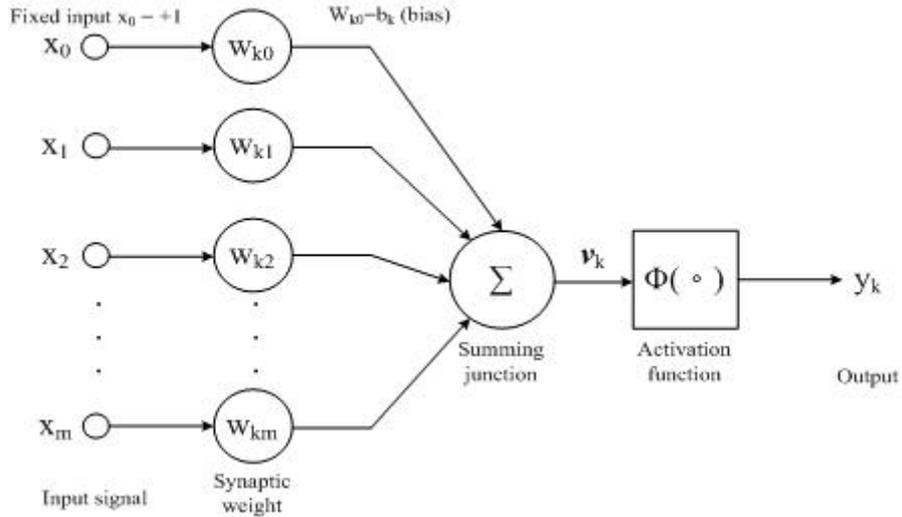 Fixed input x₀ − +1
Wₖ₀−bₖ (bias)
x₀
wₖ₀
x₁
wₖ₁
x₂
wₖ₂
Σ
𝒗ₖ
Φ( ∘ )
yₖ
Summing
junction
Activation
function
Output
xₘ
wₖₘ
Input signal
Synaptic
weight